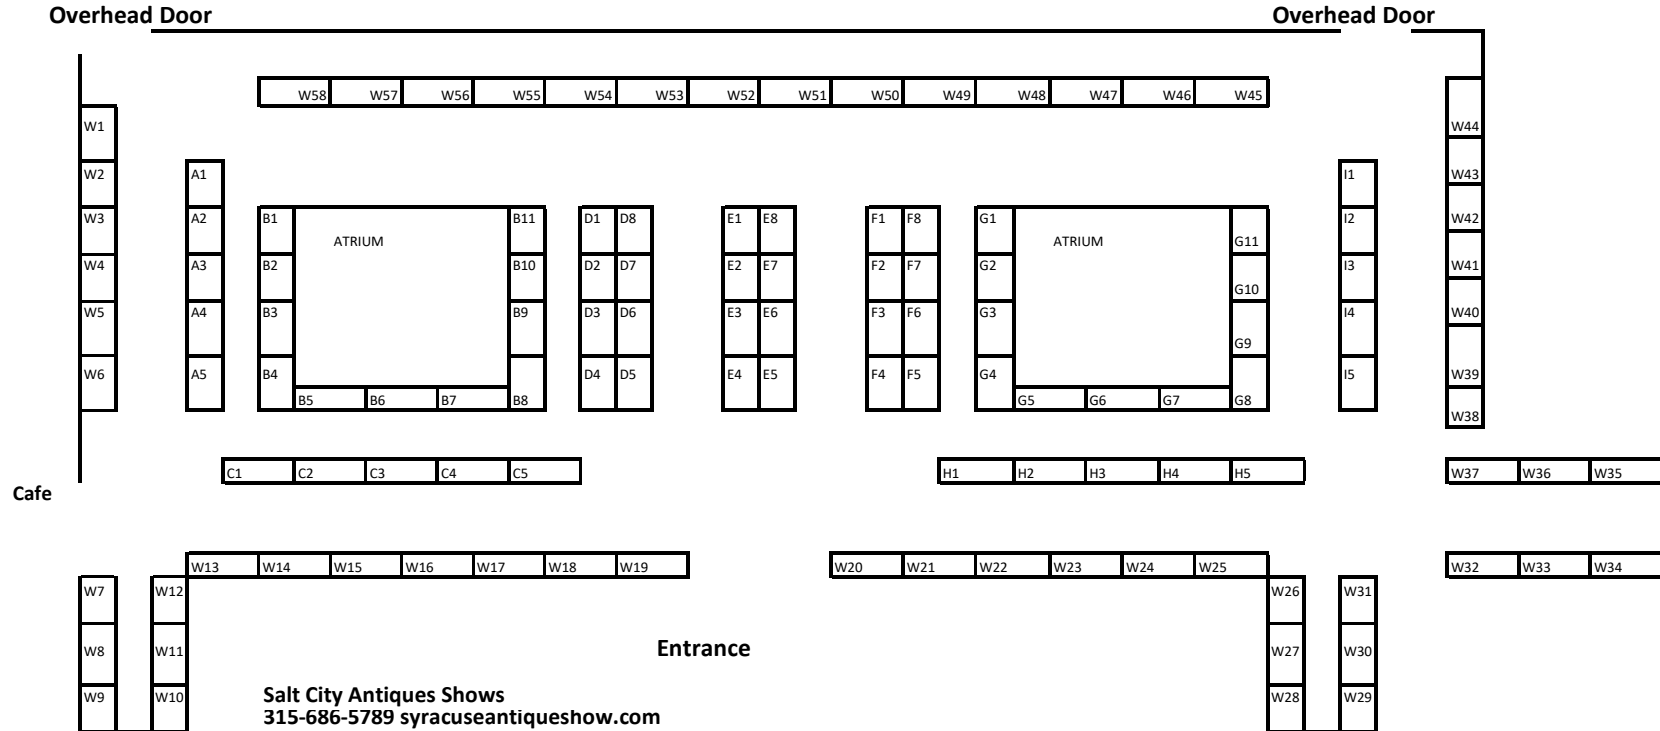 Overhead Door Overhead Door
W58 W57 W56 W55 W54 W53 W52 W51 W50 W49 W48 W47 W46 W45
W1 W44
W2 A1 I1 W43
W3 A2 B1 B11 D1 D8 E1 E8 F1 F8 G1 I2 W42
ATRIUM ATRIUM G11
W4 A3 B2 B10 D2 D7 E2 E7 F2 F7 G2 I3 W41
G10
W5 A4 B3 B9 D3 D6 E3 E6 F3 F6 G3 I4 W40
G9
W6 A5 B4 D4 D5 E4 E5 F4 F5 G4 I5 W39
B5 B6 B7 B8 G5 G6 G7 G8
W38
C1 C2 C3 C4 C5 H1 H2 H3 H4 H5 W37 W36 W35
Cafe
W13 W14 W15 W16 W17 W18 W19 W20 W21 W22 W23 W24 W25 W32 W33 W34
W7 W12 W26 W31
W8 W11 Entrance W27 W30
W9 W10 Salt City Antiques Shows W28 W29
315-686-5789 syracuseantiqueshow.com